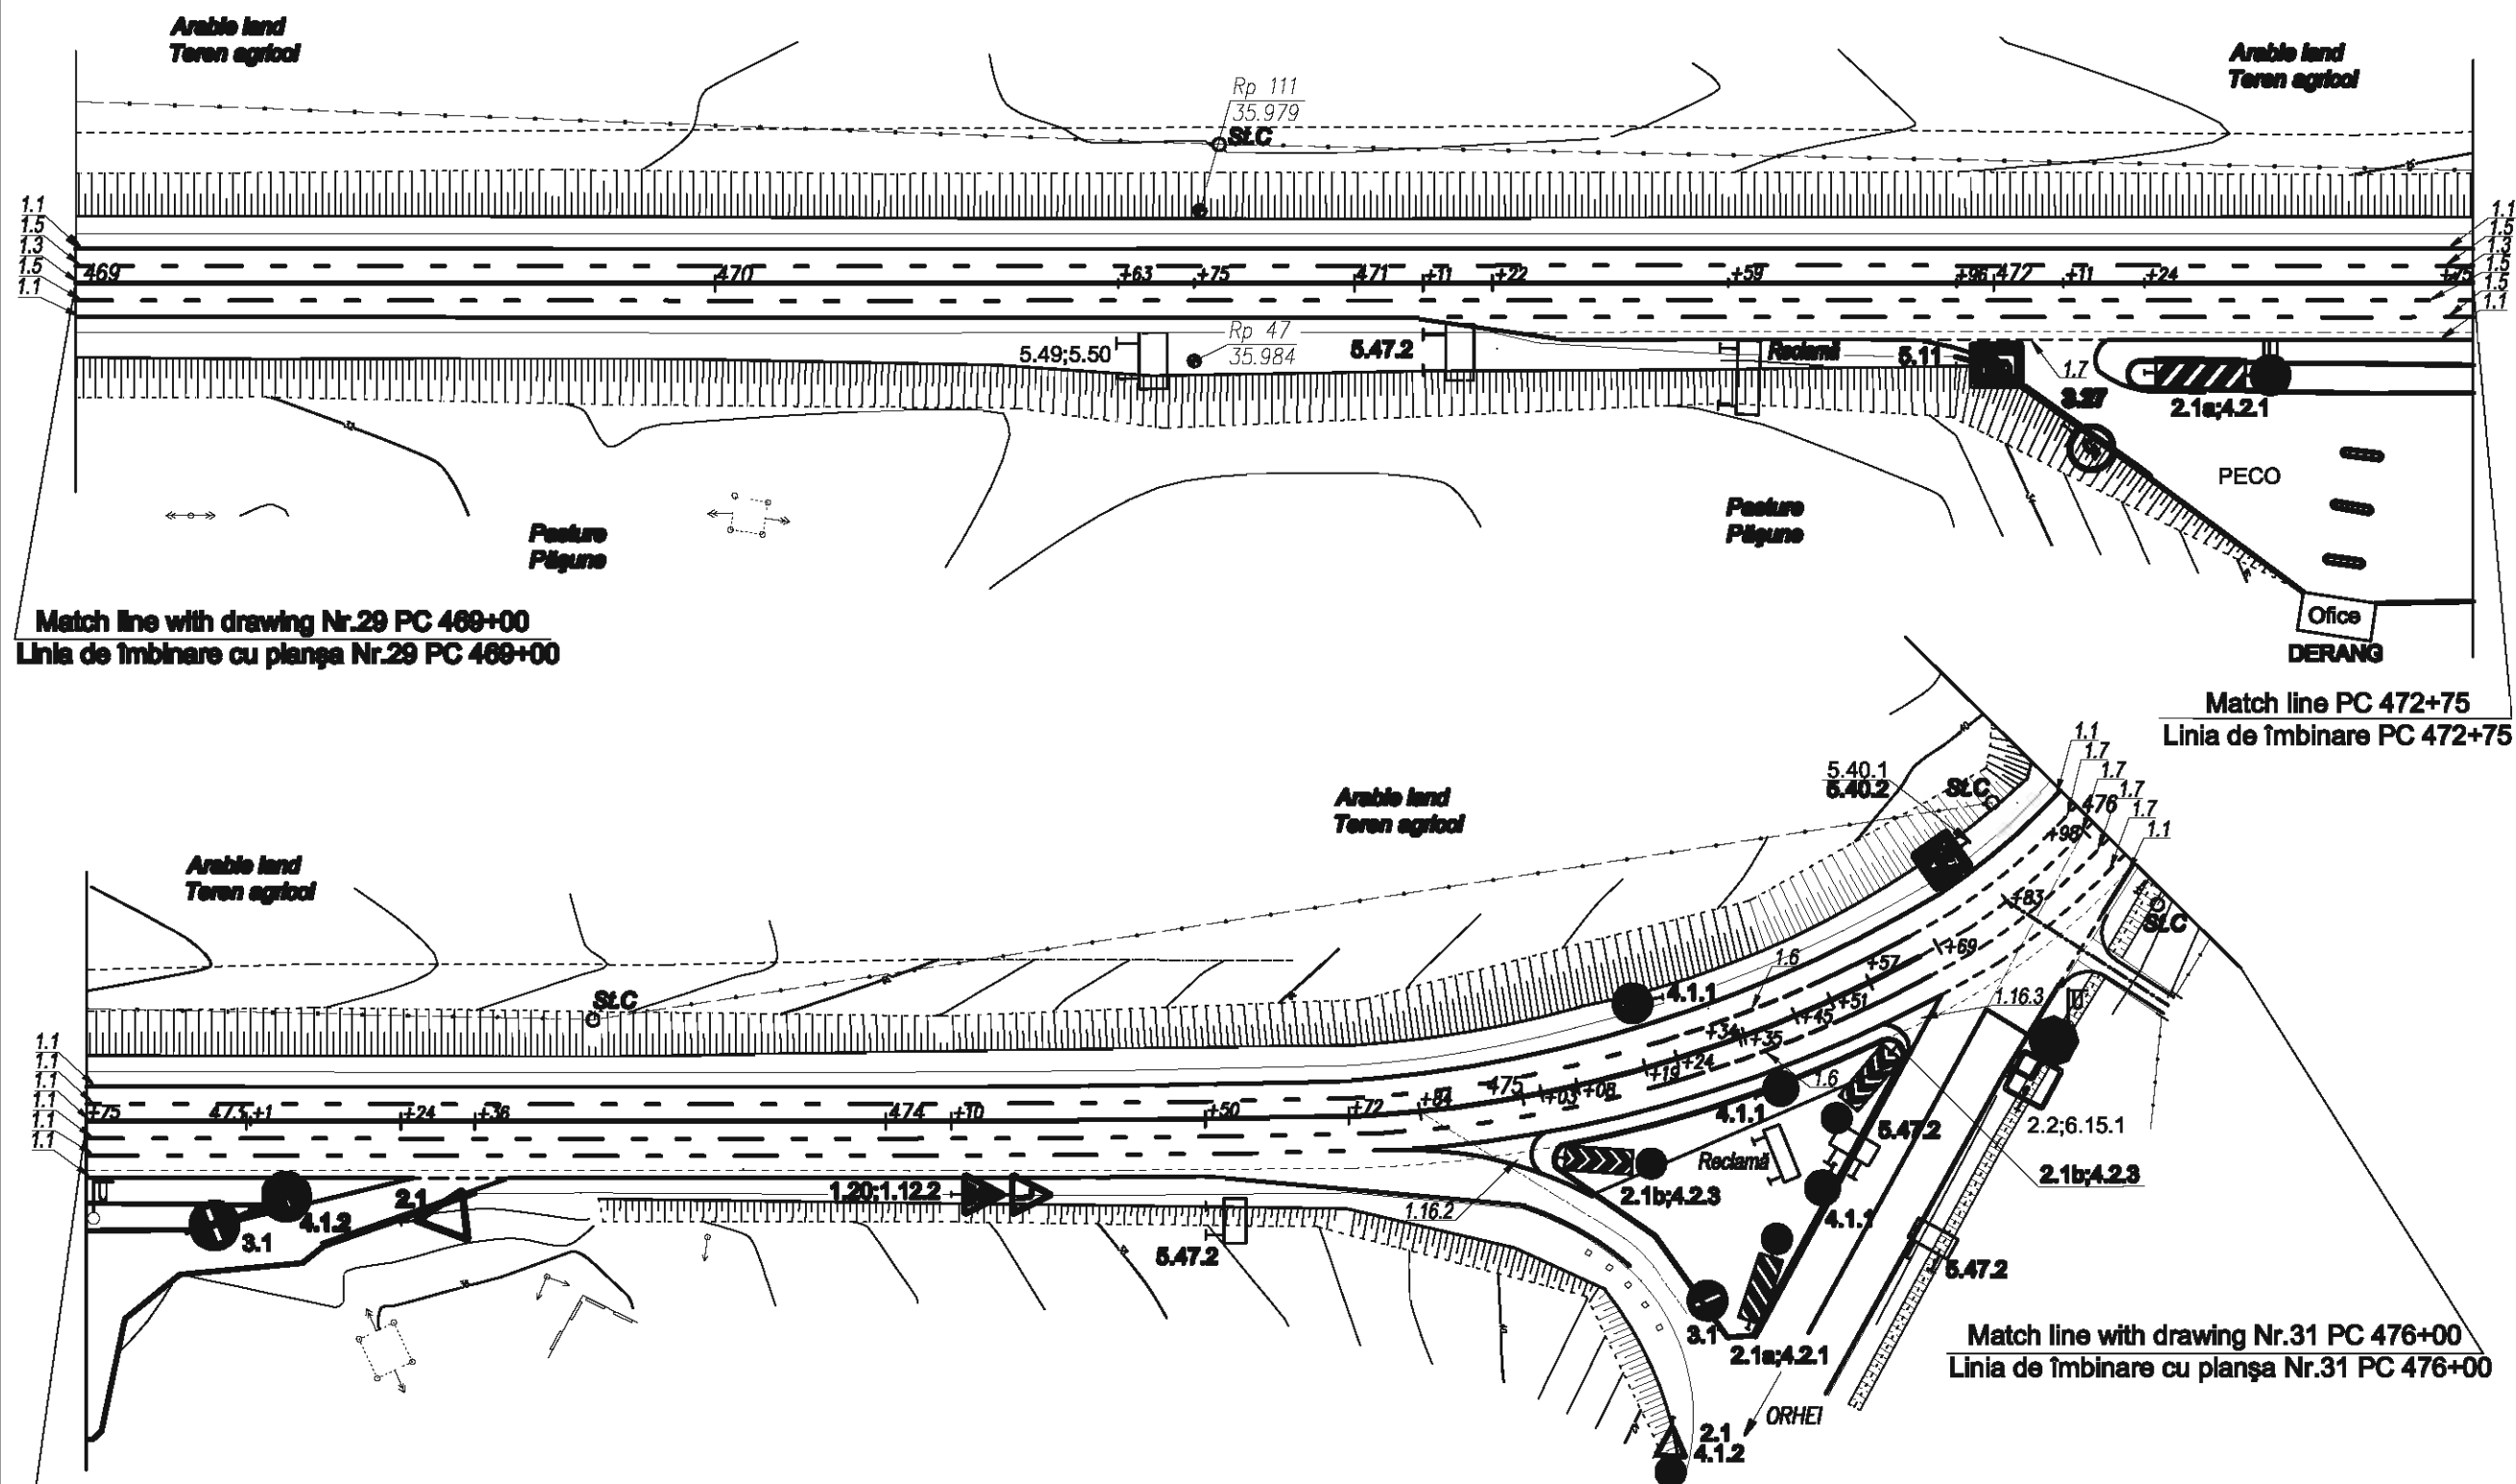 Arable land
Teren agricol
Arable land
Teren agricol
Rp 111
35.979
St.C
1.1
1.5
1.3
1.5
1.1
1.1
1.5
1.3
1.5
1.5
1.1
469
470
+63
+75
471
+11
+22
+59
+96
472
+11
+24
+75
5.49;5.50
Rp 47
35.984
5.47.2
Reclamă
5.11
1.7
3.27
2.1a;4.2.1
PECO
Pasture
Pășune
Pasture
Pășune
Ofice
DERANG
Match line with drawing Nr.29 PC 469+00
Linia de îmbinare cu planșa Nr.29 PC 469+00
Match line PC 472+75
Linia de îmbinare PC 472+75
Arable land
Teren agricol
Arable land
Teren agricol
5.40.1
5.40.2
St.C
1.1
1.7
1.7
1.7
1.7
1.1
476
+98
+83
St.C
+69
+57
+51
+45
+35
+34
+24
+19
+08
+03
475
+84
+72
+50
+10
474
+36
+24
+1
473
+75
1.1
1.1
1.1
1.1
1.1
1.1
St.C
1.6
4.1.1
1.16.3
1.6
4.1.1
5.47.2
2.2;6.15.1
2.1b;4.2.3
Reclamă
2.1b;4.2.3
1.16.2
4.1.1
5.47.2
1.20;1.12.2
5.47.2
2.1
4.1.2
3.1
3.1
2.1a;4.2.1
ORHEI
2.1
4.1.2
Match line with drawing Nr.31 PC 476+00
Linia de îmbinare cu planșa Nr.31 PC 476+00